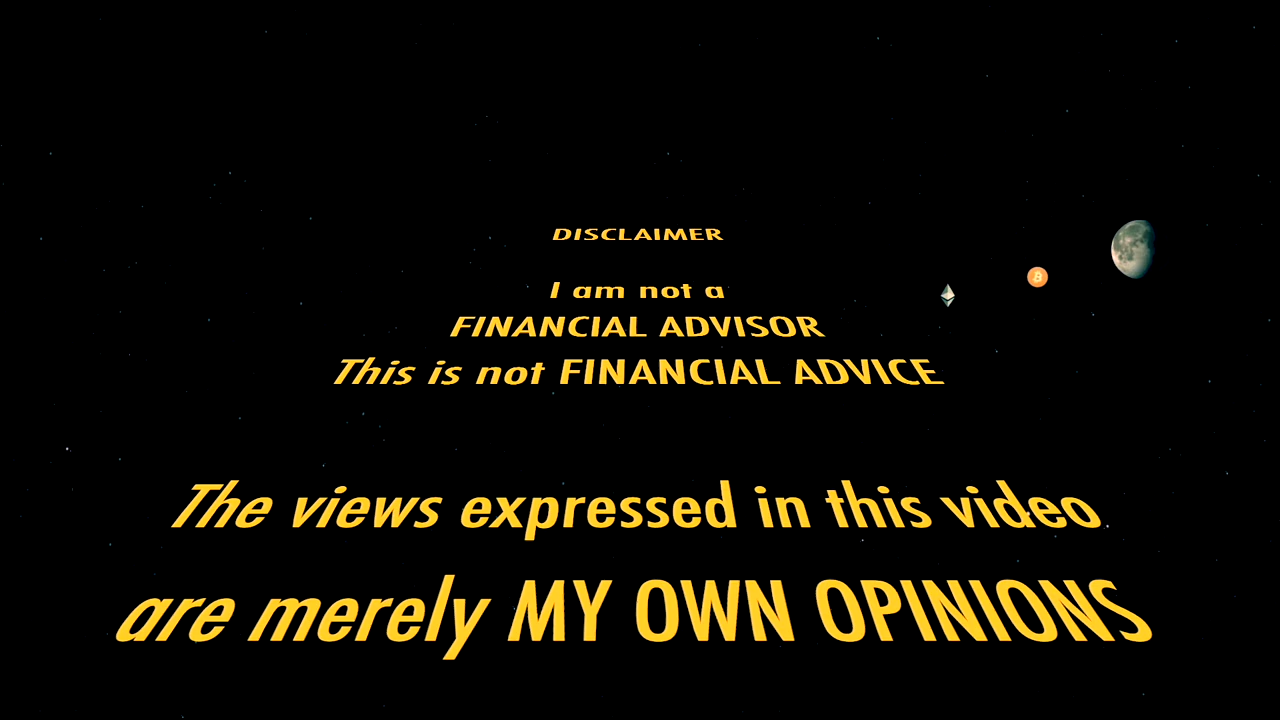 DISCLAIMER
I am not a
FINANCIAL ADVISOR
This is not FINANCIAL ADVICE
The views expressed in this video
are merely MY OWN OPINIONS